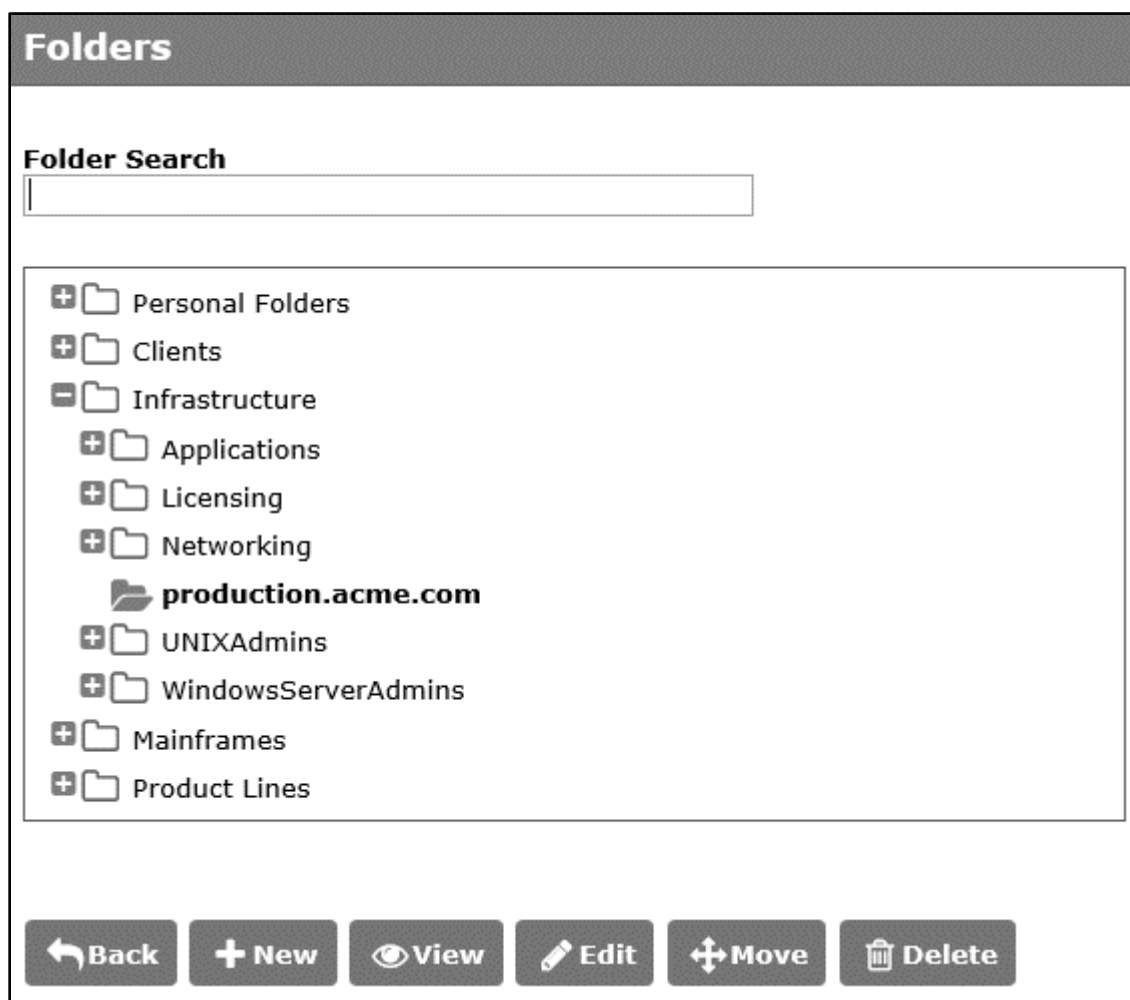 Folders
Folder Search
Personal Folders
Clients
Infrastructure
Applications
Licensing
Networking
production.acme.com
UNIXAdmins
WindowsServerAdmins
Mainframes
Product Lines
Back New View Edit Move Delete